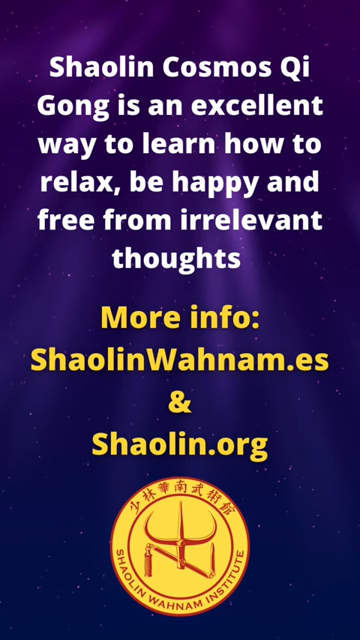 Shaolin Cosmos Qi
Gong is an excellent
way to learn how to
relax, be happy and
free from irrelevant
thoughts
More info:
ShaolinWahnam.es
&
Shaolin.org
少林華南武術館
SHAOLIN WAHNAM INSTITUTE